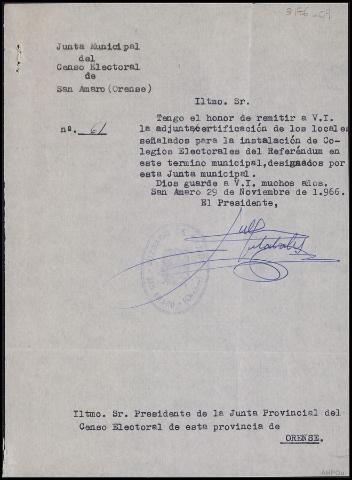 Junta Municipal
del
Censo Electoral
de
San Amaro (Orense)
Iltmo. Sr.
Tengo el honor de remitir a V.I.
nº. 61 la adjunta certificación de los locales
señalados para la instalación de Co-
legios Electorales del Referéndum en
este termino municipal, designados por
esta Junta municipal.
Dios guarde a V.I. muchos años.
San Amaro 29 de Noviembre de 1.966.
El Presidente,
Iltmo. Sr. Presidente de la Junta Provincial del
Censo Electoral de esta provincia de
ORENSE.
AHPOu